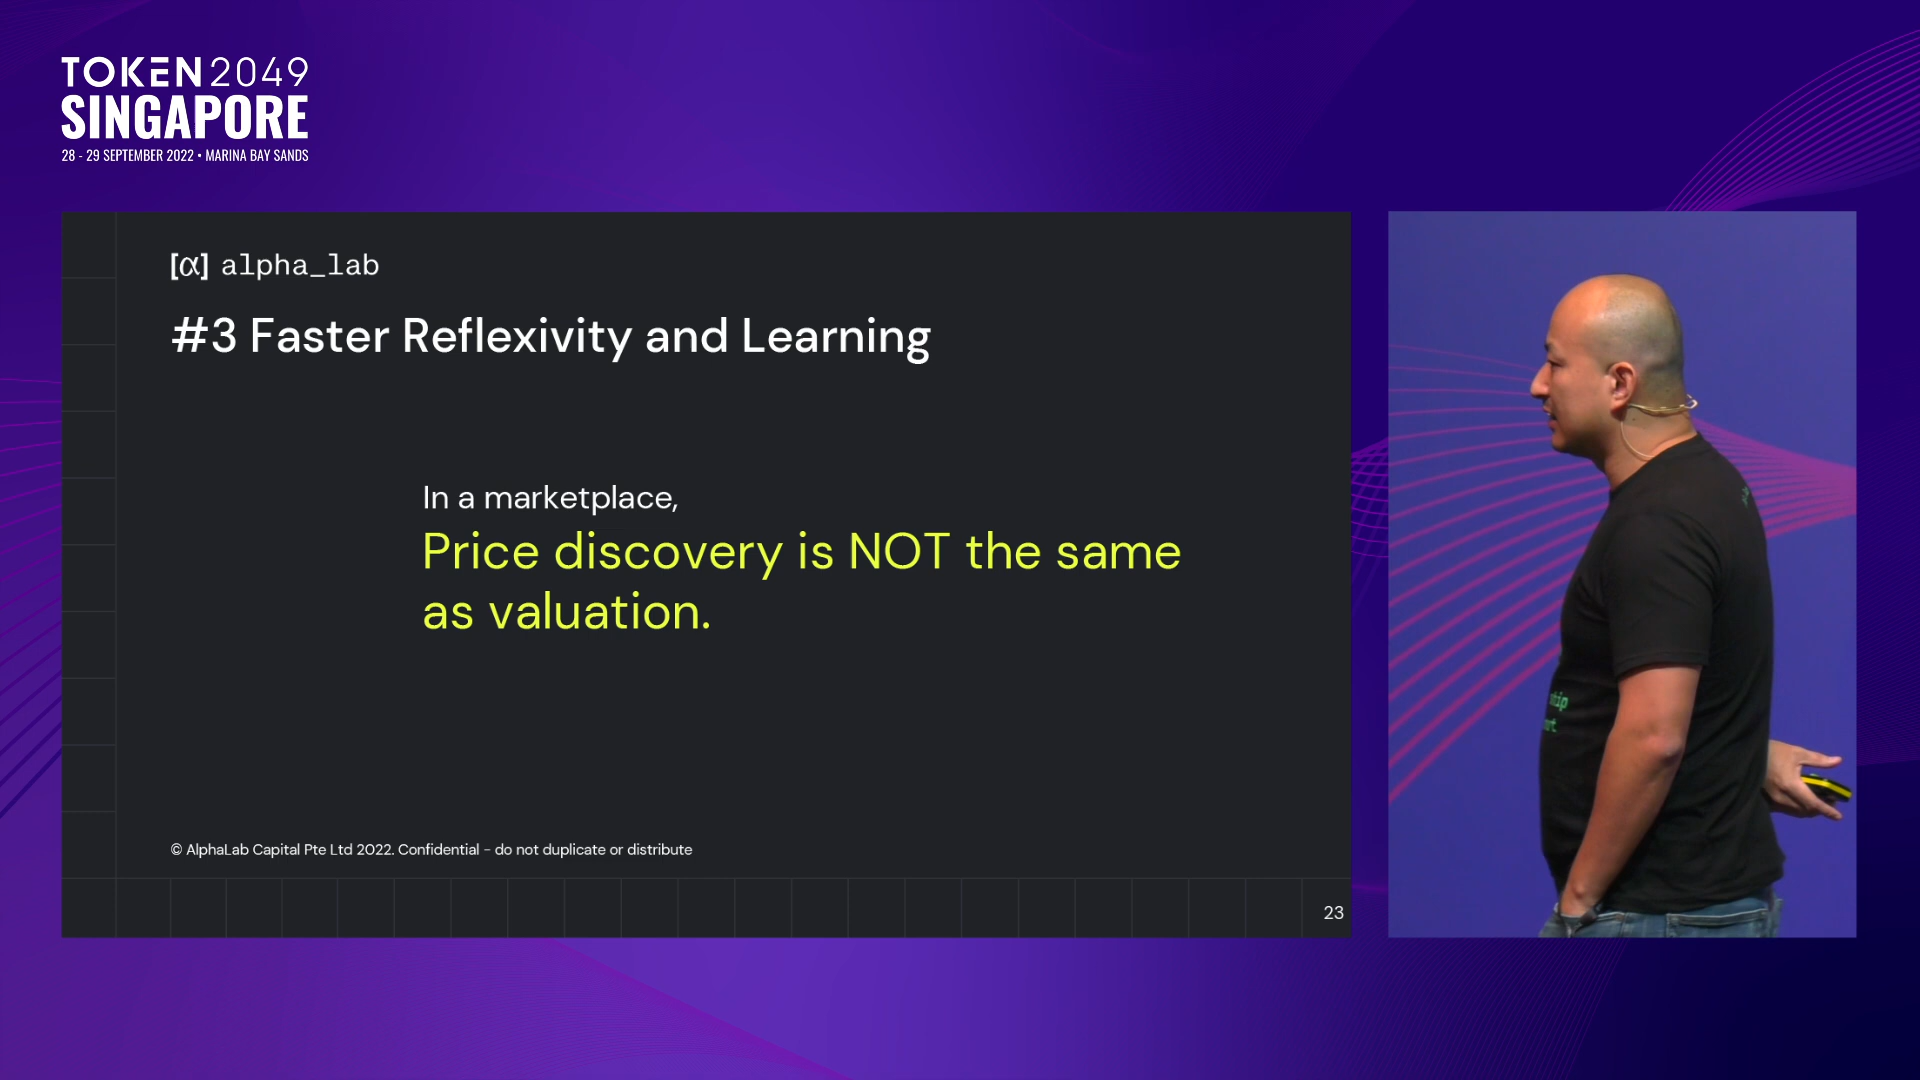 TOKEN2049
SINGAPORE
28 - 29 SEPTEMBER 2022 • MARINA BAY SANDS
[α] alpha_lab
#3 Faster Reflexivity and Learning
In a marketplace,
Price discovery is NOT the same
as valuation.
© AlphaLab Capital Pte Ltd 2022. Confidential - do not duplicate or distribute
23